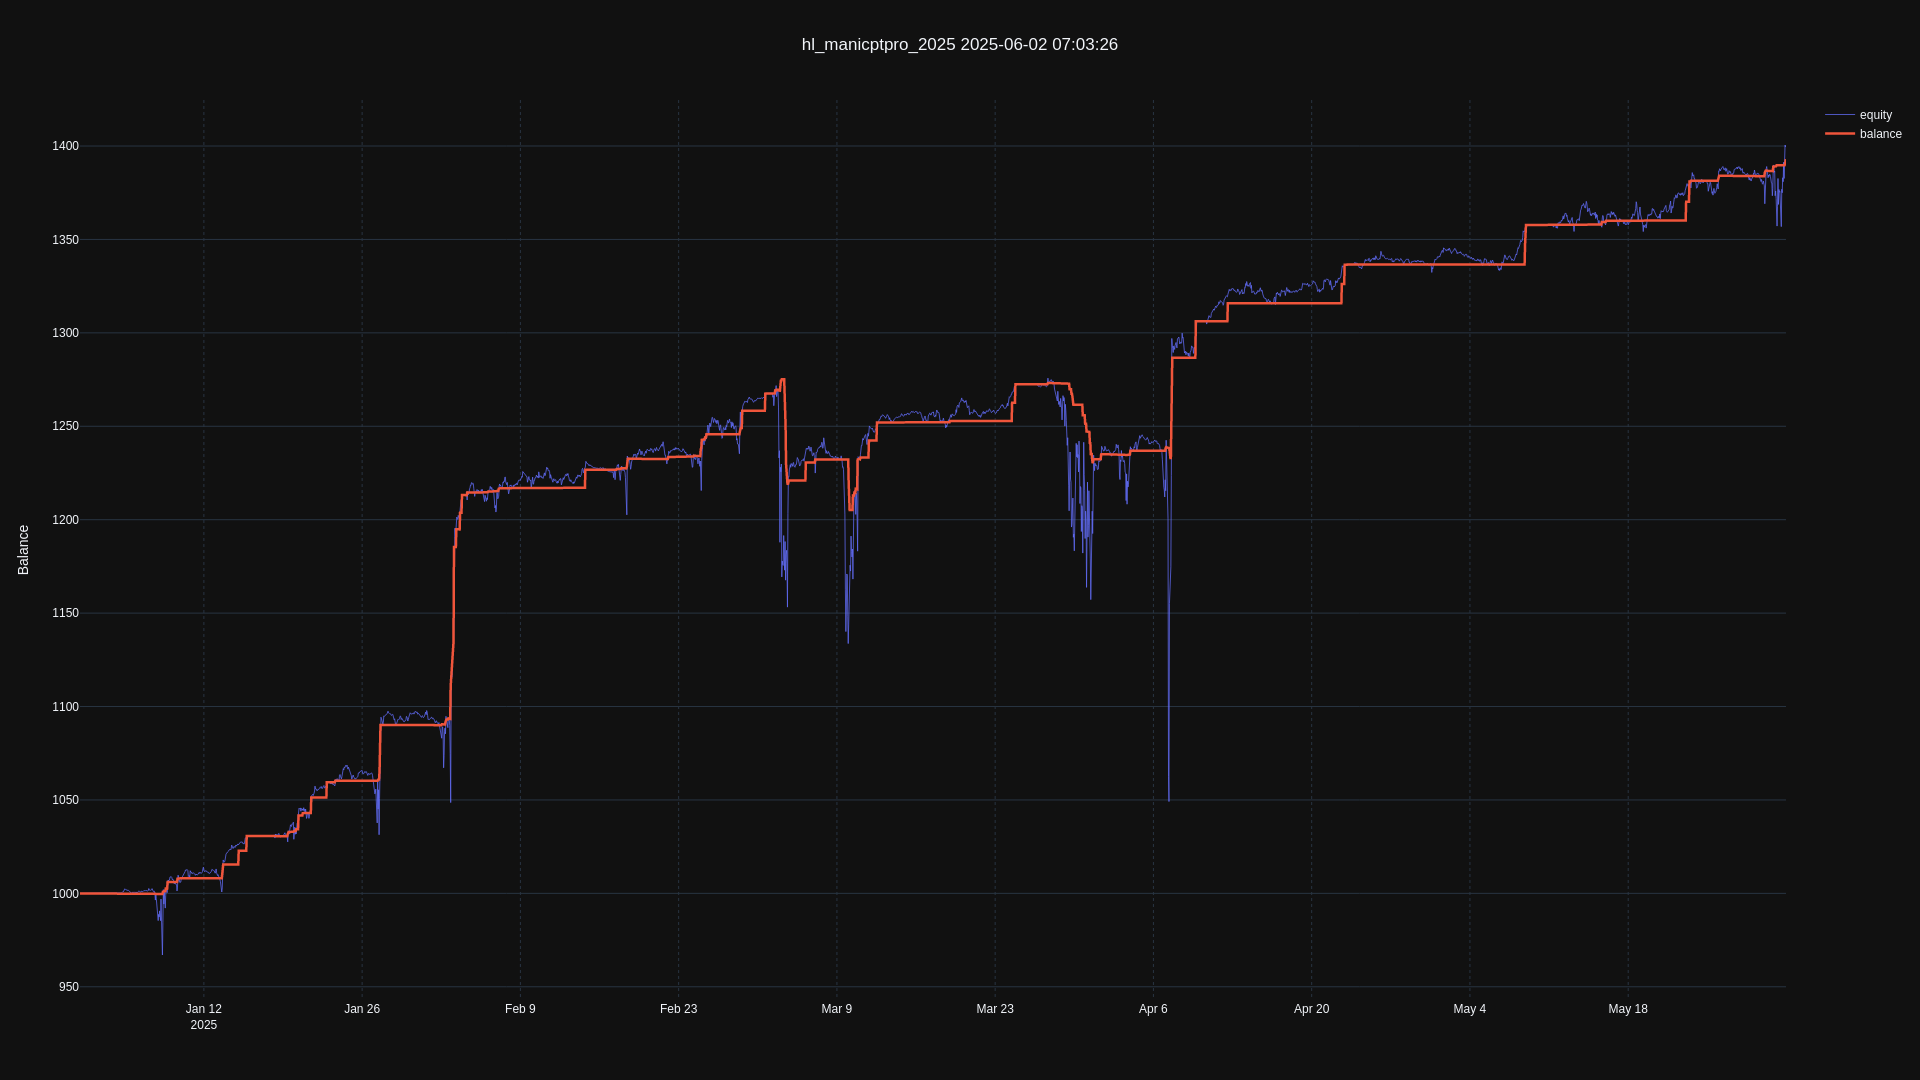 hl_manicptpro_2025 2025-06-02 07:03:26
equity
balance
1400
1350
1300
1250
1200
1150
1100
1050
1000
950
Balance
Jan 12
2025
Jan 26
Feb 9
Feb 23
Mar 9
Mar 23
Apr 6
Apr 20
May 4
May 18